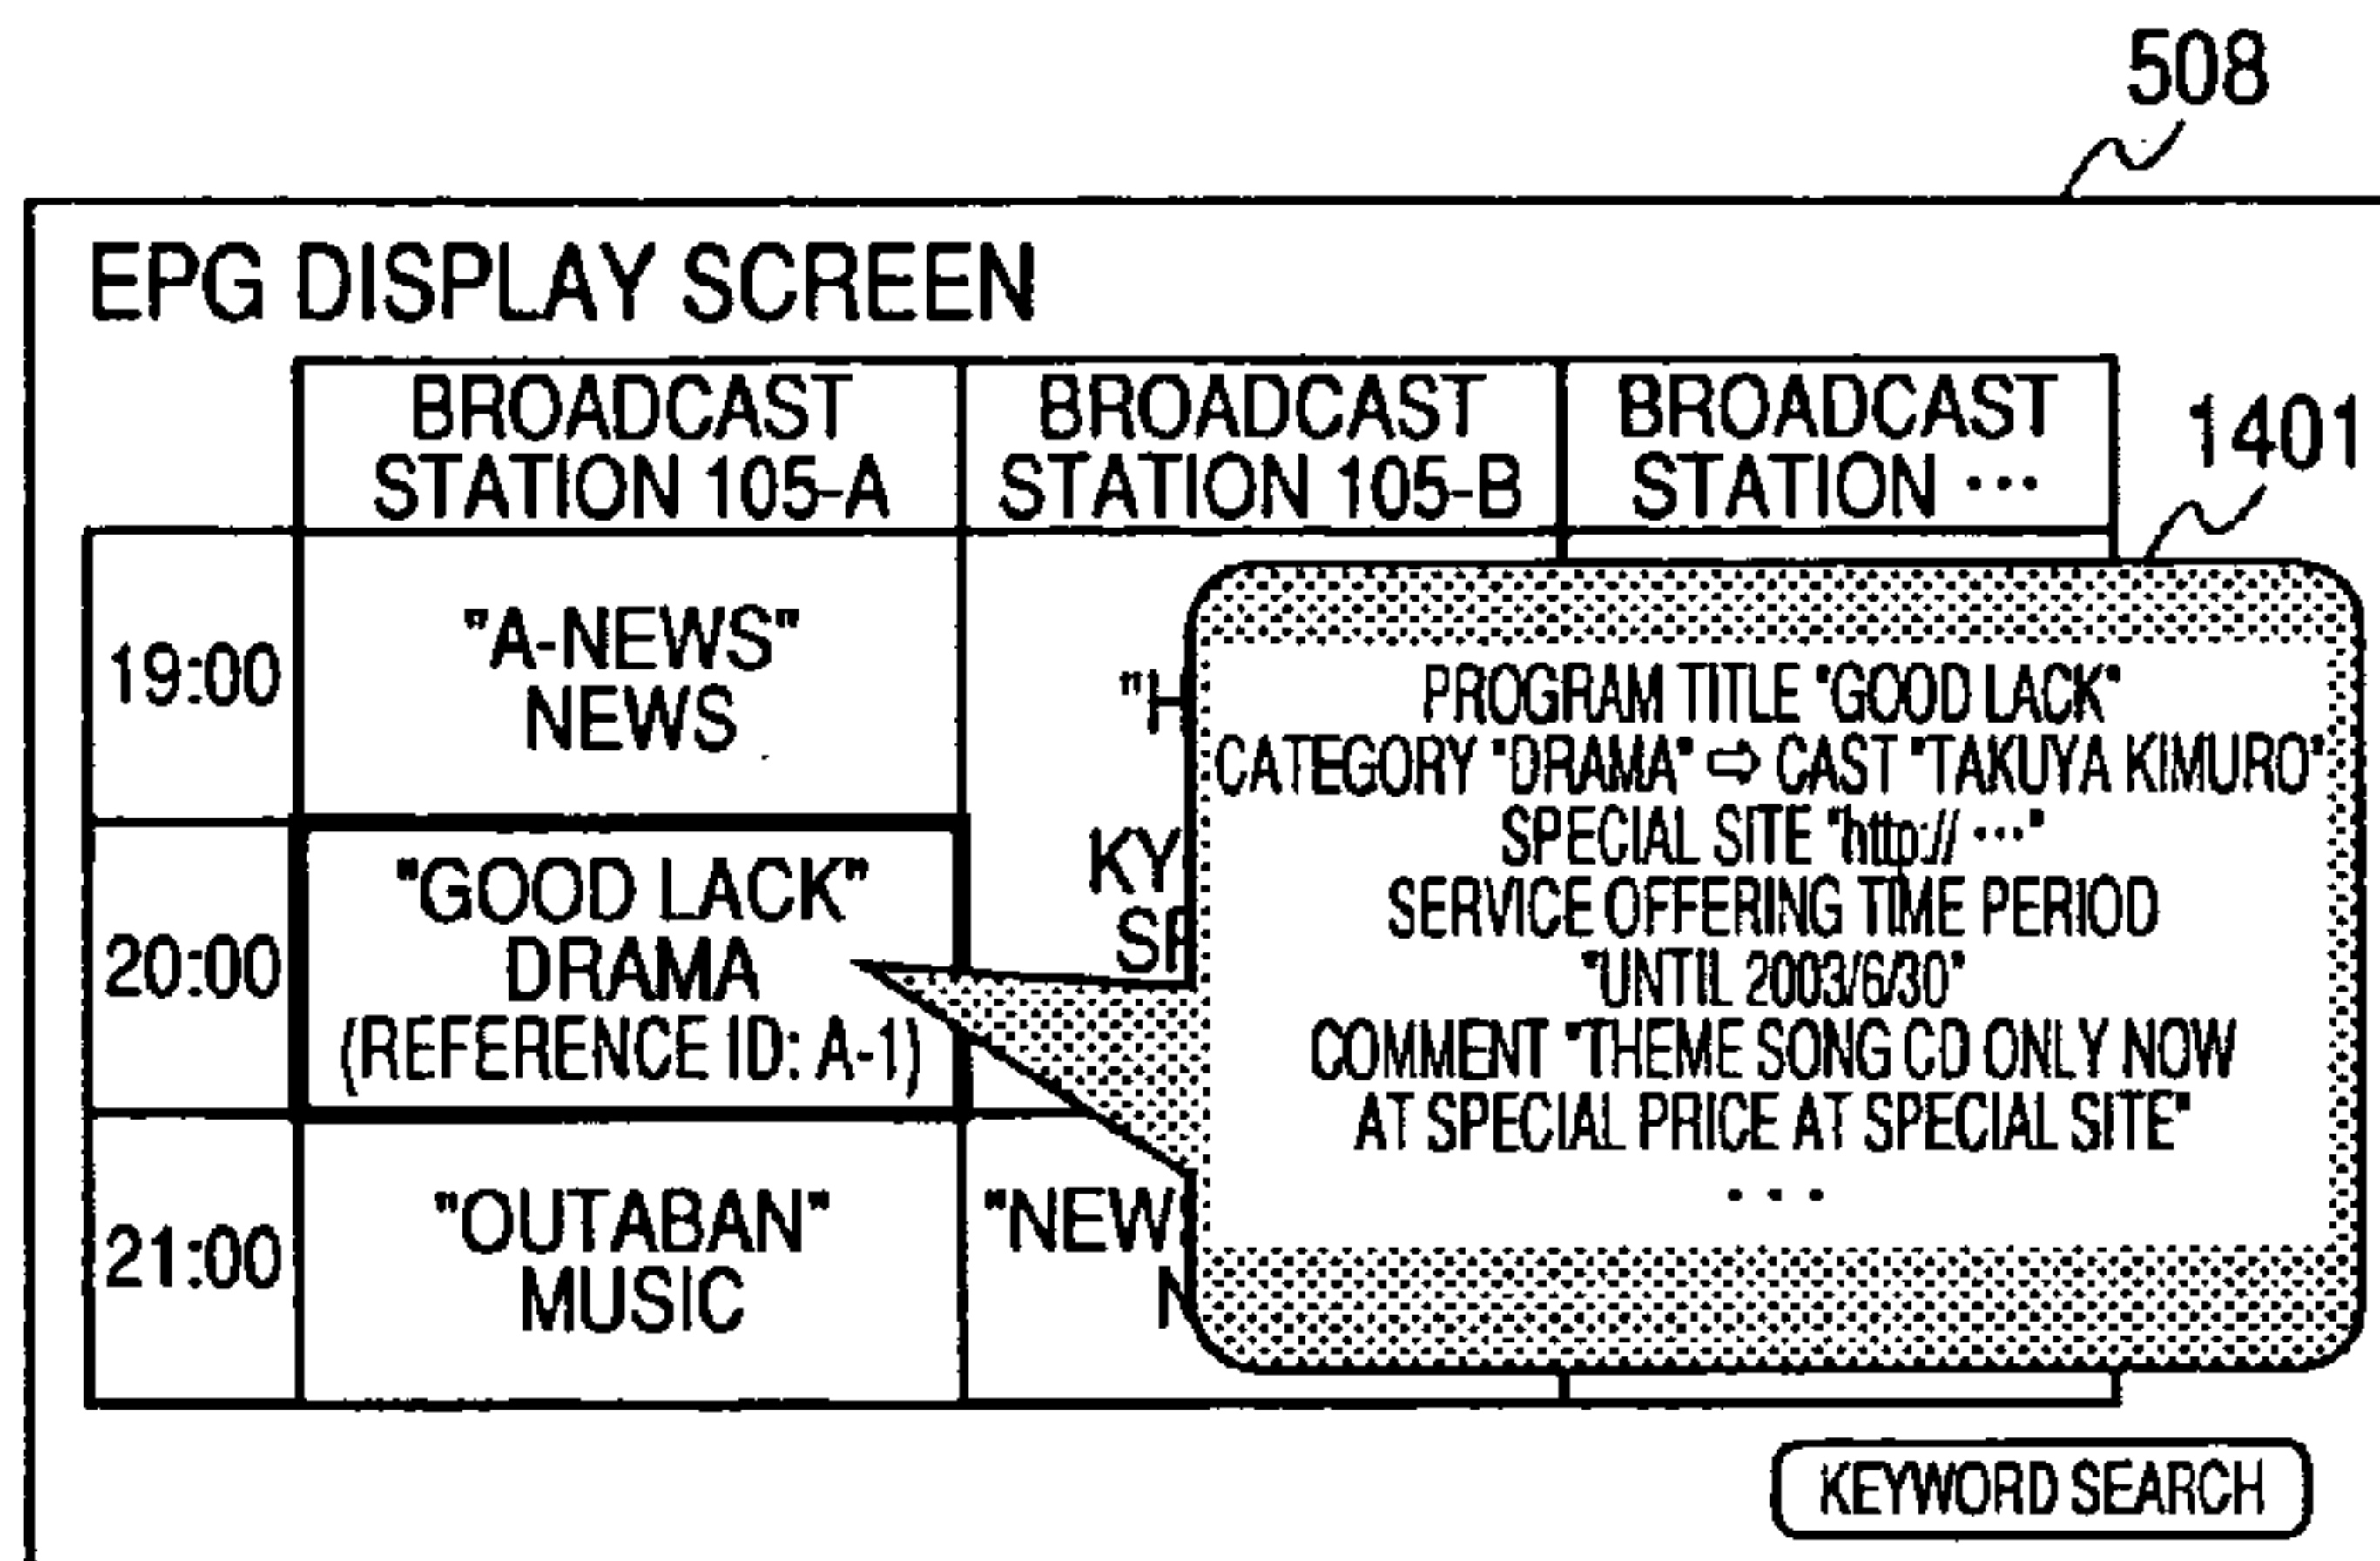 508
EPG DISPLAY SCREEN
BROADCAST
STATION 105-A
BROADCAST
STATION 105-B
BROADCAST
STATION ...
1401
19:00
"A-NEWS"
NEWS
20:00
"GOOD LACK"
DRAMA
(REFERENCE ID: A-1)
21:00
"OUTABAN"
MUSIC
PROGRAM TITLE "GOOD LACK"
CATEGORY "DRAMA" ⇨ CAST "TAKUYA KIMURO"
SPECIAL SITE "http:// ..."
SERVICE OFFERING TIME PERIOD
"UNTIL 2003/6/30"
COMMENT "THEME SONG CD ONLY NOW
AT SPECIAL PRICE AT SPECIAL SITE"
...
KEYWORD SEARCH